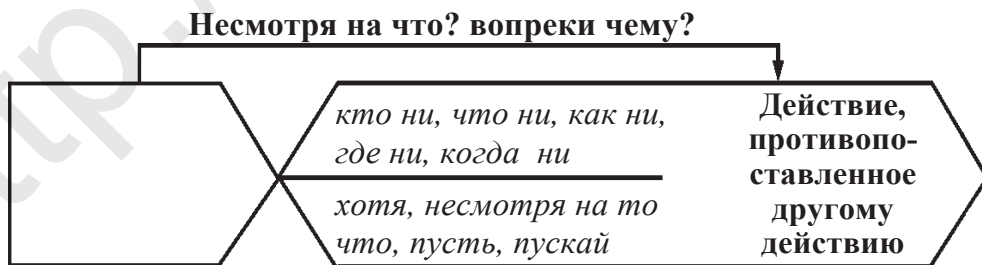 Несмотря на что? вопреки чему?
кто ни, что ни, как ни,
где ни, когда ни
хотя, несмотря на то
что, пусть, пускай
Действие,
противопо-
ставленное
другому
действию